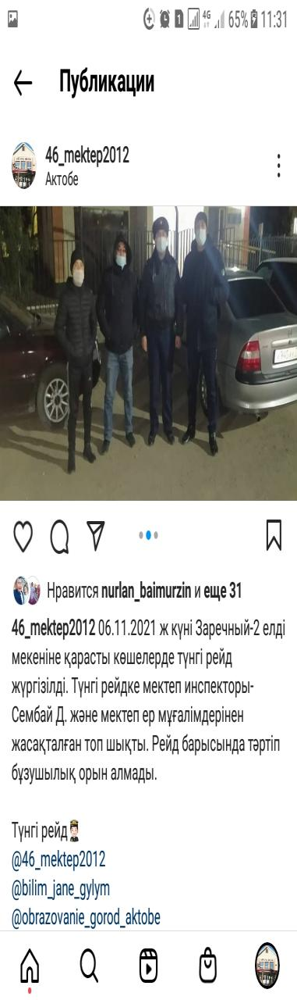 4G
1
65%
11:31
Публикации
46_mektep2012
Актобе
Нравится nurlan_baimurzin и еще 31
46_mektep2012 06.11.2021 ж күні Заречный-2 елді
мекеніне қарасты көшелерде түнгі рейд
жүргізілді. Түнгі рейдке мектеп инспекторы-
Сембай Д. және мектеп ер мұғалімдерінен
жасақталған топ шықты. Рейд барысында тәртіп
бұзушылық орын алмады.
Түнгі рейд
@46_mektep2012
@bilim_jane_gylym
@obrazovanie_gorod_aktobe